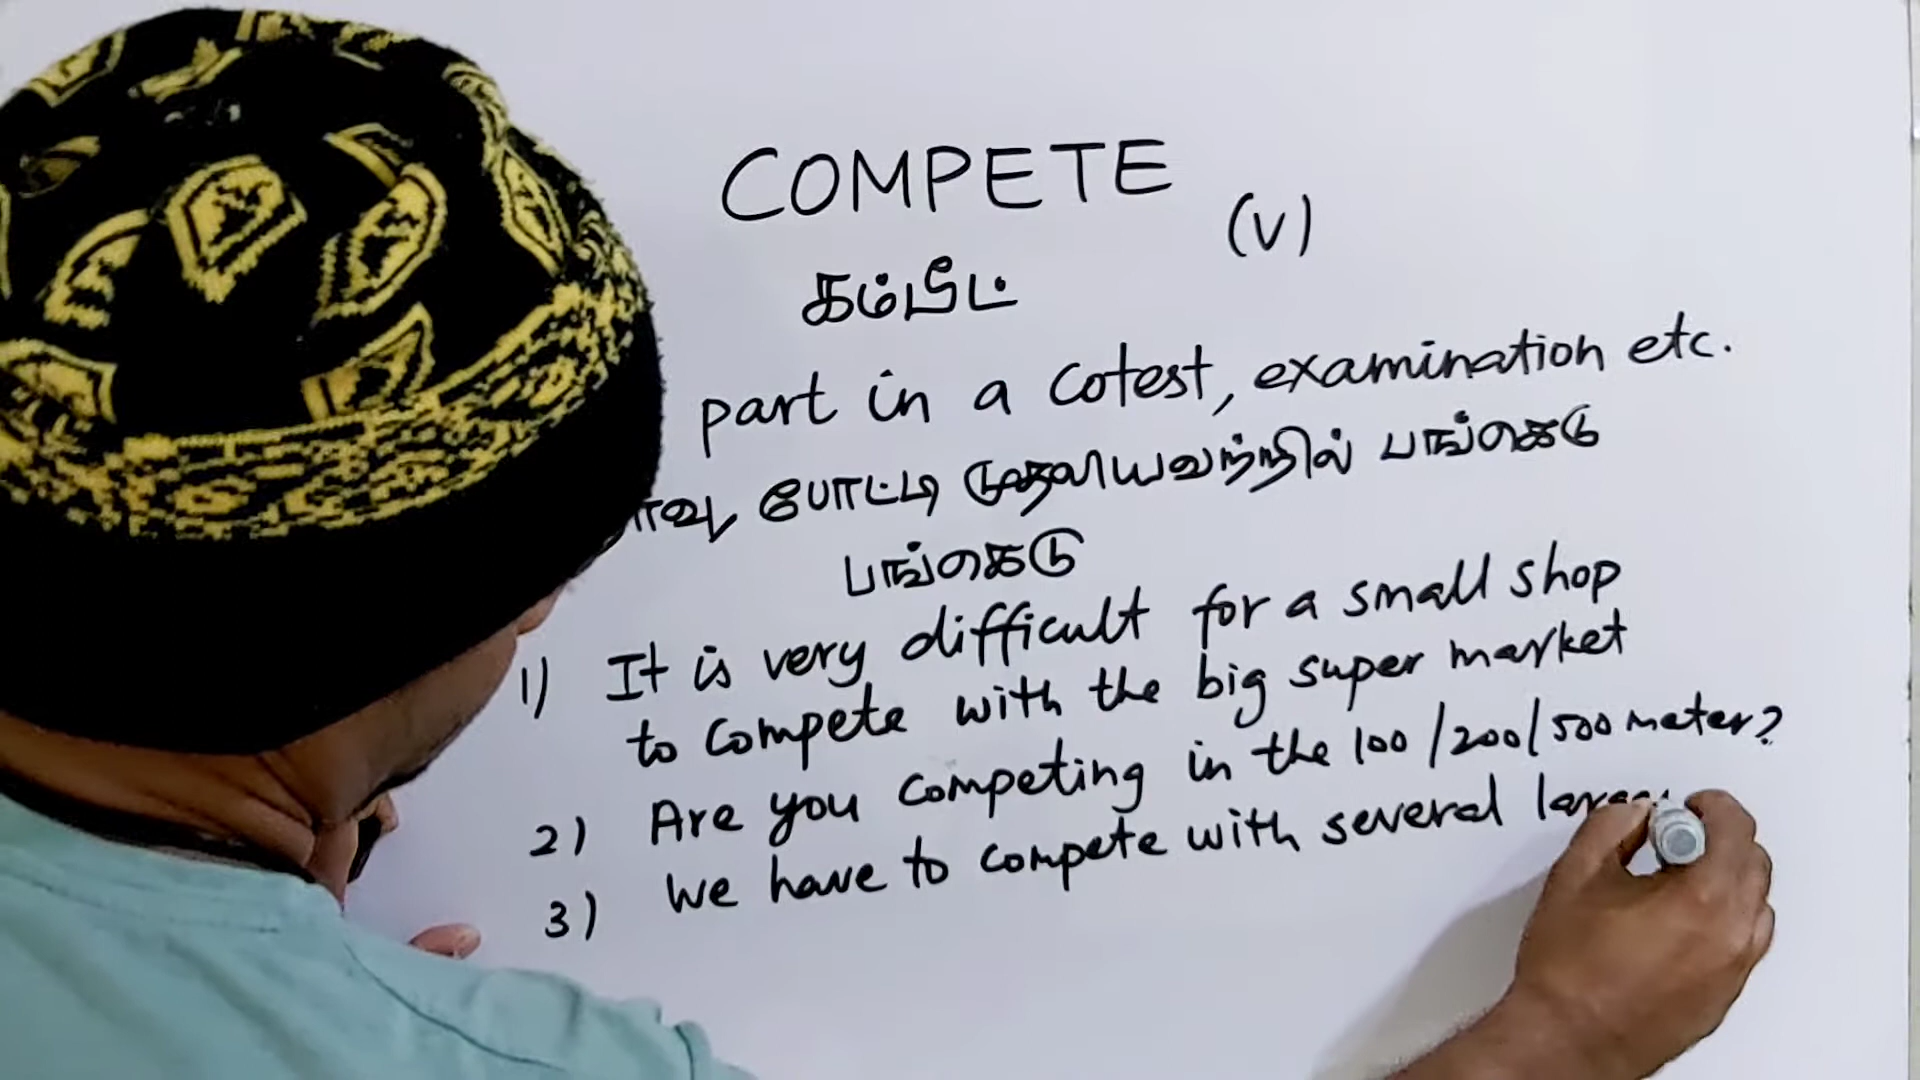 COMPETE
(V)
கம்பீட்
part in a cotest, examination etc.
போட்டி முதலியவற்றில் பங்கெடு
பங்கெடு
1) It is very difficult for a small shop
to compete with the big super market
2) Are you competing in the 100/200/500 meter?
3) We have to compete with several